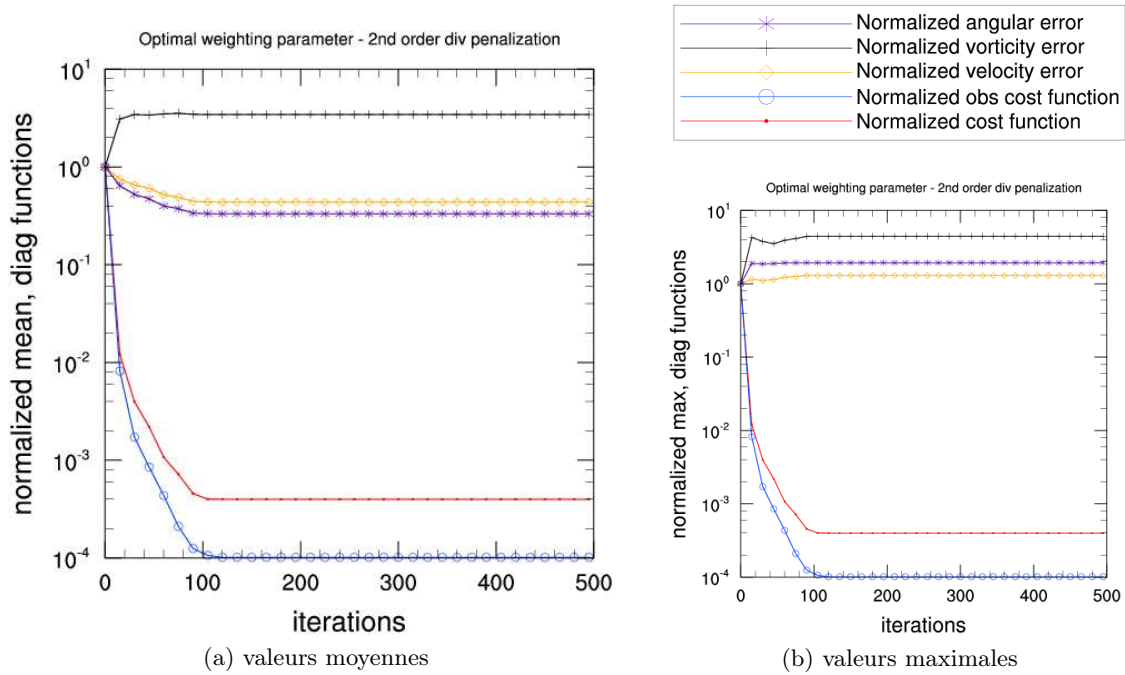 Optimal weighting parameter - 2nd order div penalization
normalized mean, diag functions
10^1
10^0
10^-1
10^-2
10^-3
10^-4
0 100 200 300 400 500
iterations
(a) valeurs moyennes
Normalized angular error
Normalized vorticity error
Normalized velocity error
Normalized obs cost function
Normalized cost function
Optimal weighting parameter - 2nd order div penalization
normalized max, diag functions
10^1
10^0
10^-1
10^-2
10^-3
10^-4
0 100 200 300 400 500
iterations
(b) valeurs maximales